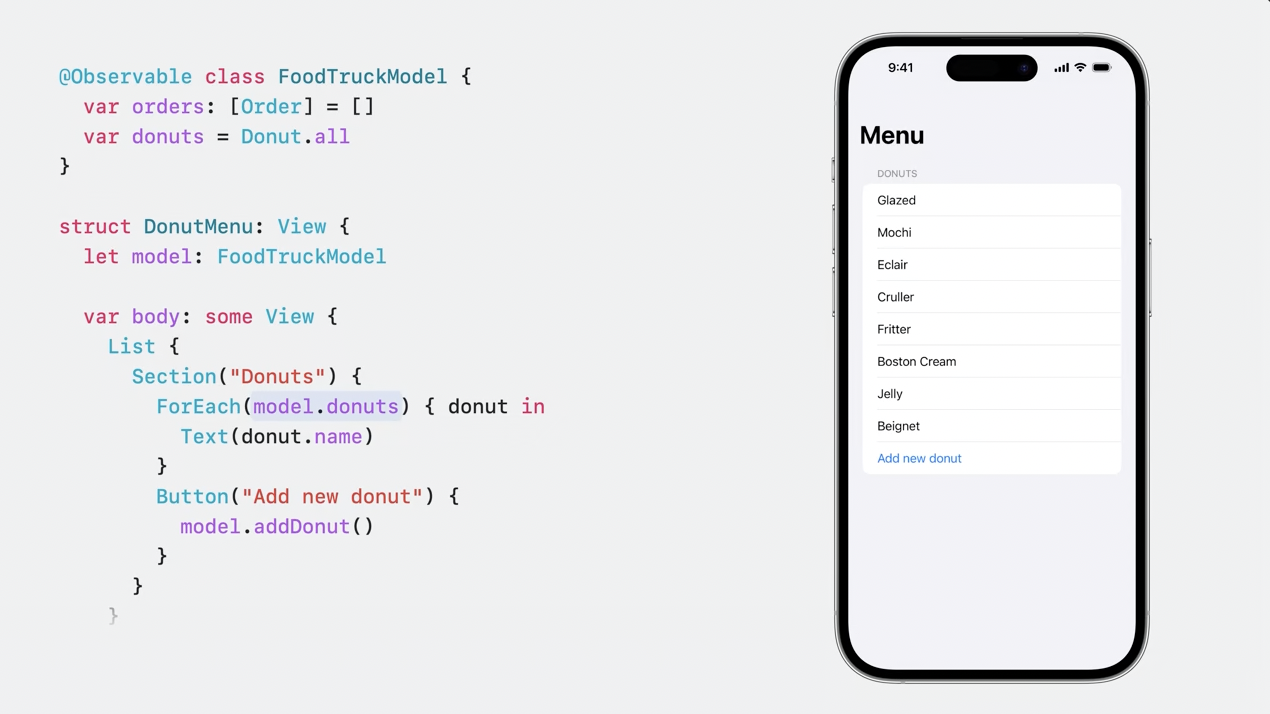 @Observable class FoodTruckModel {
  var orders: [Order] = []
  var donuts = Donut.all
}

struct DonutMenu: View {
  let model: FoodTruckModel

  var body: some View {
    List {
      Section("Donuts") {
        ForEach(model.donuts) { donut in
          Text(donut.name)
        }
        Button("Add new donut") {
          model.addDonut()
        }
      }
    }
9:41
Menu
DONUTS
Glazed
Mochi
Eclair
Cruller
Fritter
Boston Cream
Jelly
Beignet
Add new donut